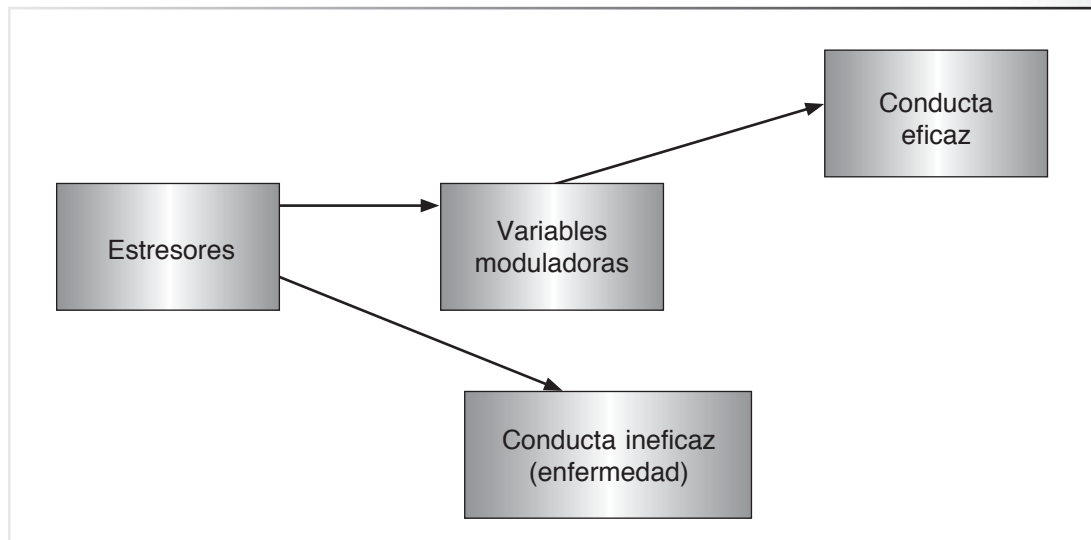 Conducta
eficaz
Estresores
Variables
moduladoras
Conducta ineficaz
(enfermedad)